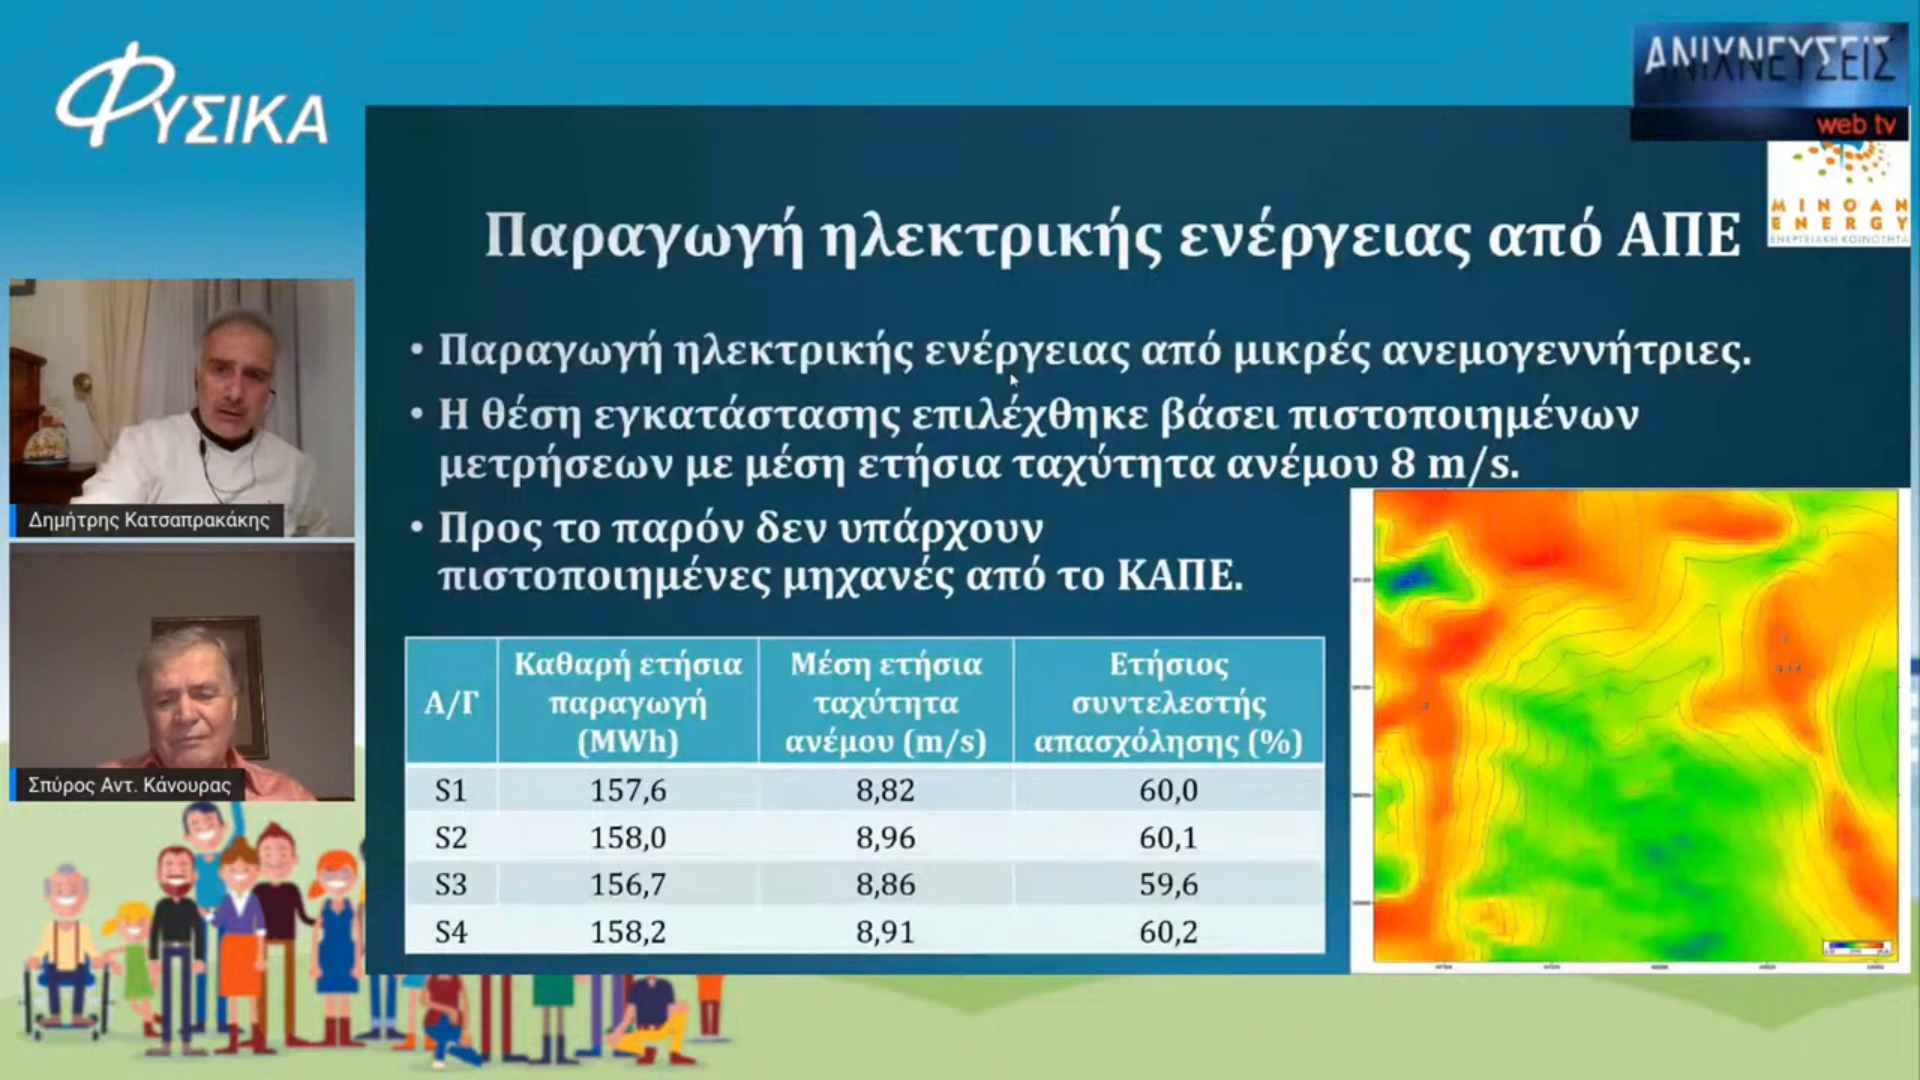 ΦΥΣΙΚΑ
ΑΝΙΧΝΕΥΣΕΙΣ
web tv
MINOAN
ENERGY
ΕΝΕΡΓΕΙΑΚΗ ΚΟΙΝΟΤΗΤΑ
Παραγωγή ηλεκτρικής ενέργειας από ΑΠΕ
• Παραγωγή ηλεκτρικής ενέργειας από μικρές ανεμογεννήτριες.
• Η θέση εγκατάστασης επιλέχθηκε βάσει πιστοποιημένων
μετρήσεων με μέση ετήσια ταχύτητα ανέμου 8 m/s.
• Προς το παρόν δεν υπάρχουν
πιστοποιημένες μηχανές από το ΚΑΠΕ.
Α/Γ Καθαρή ετήσια παραγωγή (MWh) Μέση ετήσια ταχύτητα ανέμου (m/s) Ετήσιος συντελεστής απασχόλησης (%)
S1 157,6 8,82 60,0
S2 158,0 8,96 60,1
S3 156,7 8,86 59,6
S4 158,2 8,91 60,2
Δημήτρης Κατσαπρακάκης
Σπύρος Αντ. Κάνουρας